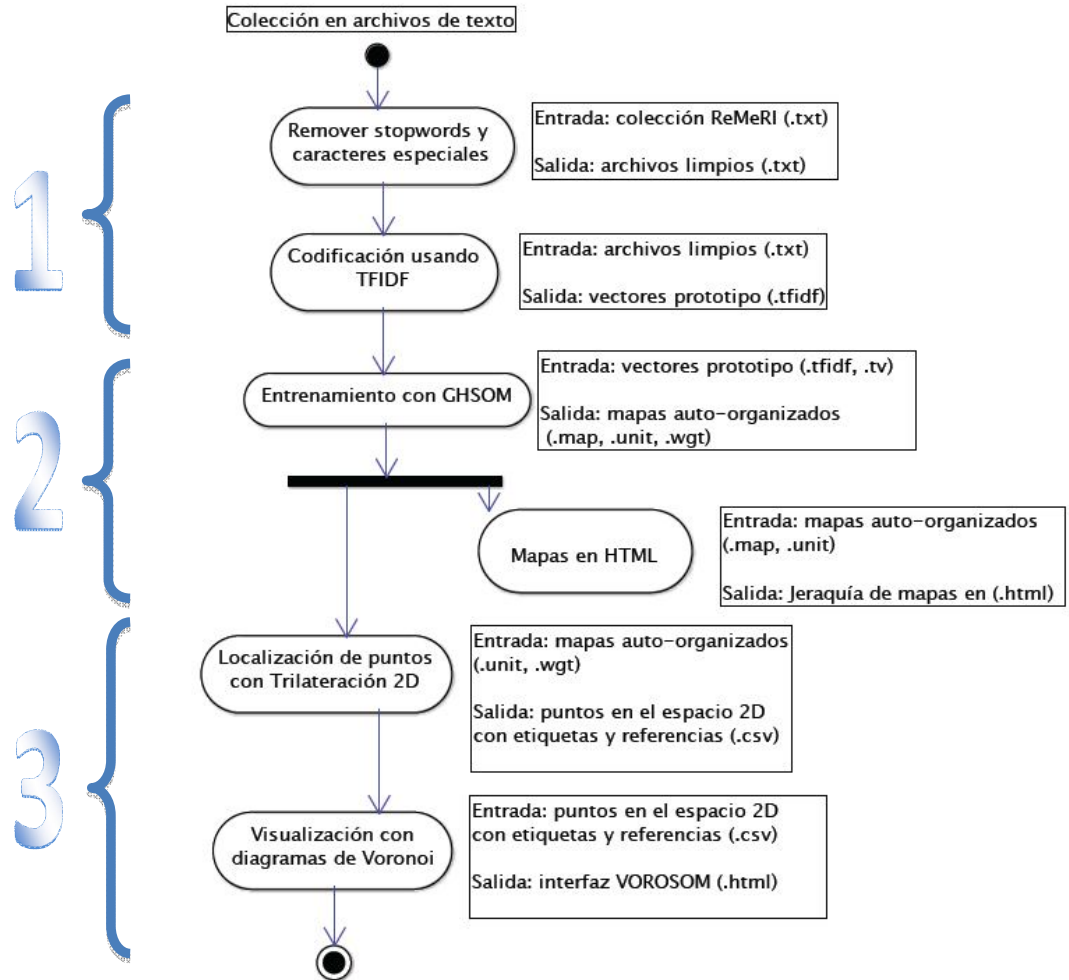 Colección en archivos de texto
1
Remover stopwords y
caracteres especiales
Entrada: colección ReMeRI (.txt)
Salida: archivos limpios (.txt)
Codificación usando
TFIDF
Entrada: archivos limpios (.txt)
Salida: vectores prototipo (.tfidf)
2
Entrenamiento con GHSOM
Entrada: vectores prototipo (.tfidf, .tv)
Salida: mapas auto-organizados
(.map, .unit, .wgt)
Mapas en HTML
Entrada: mapas auto-organizados
(.map, .unit)
Salida: Jeraquía de mapas en (.html)
3
Localización de puntos
con Trilateración 2D
Entrada: mapas auto-organizados
(.unit, .wgt)
Salida: puntos en el espacio 2D
con etiquetas y referencias (.csv)
Visualización con
diagramas de Voronoi
Entrada: puntos en el espacio 2D
con etiquetas y referencias (.csv)
Salida: interfaz VOROSOM (.html)